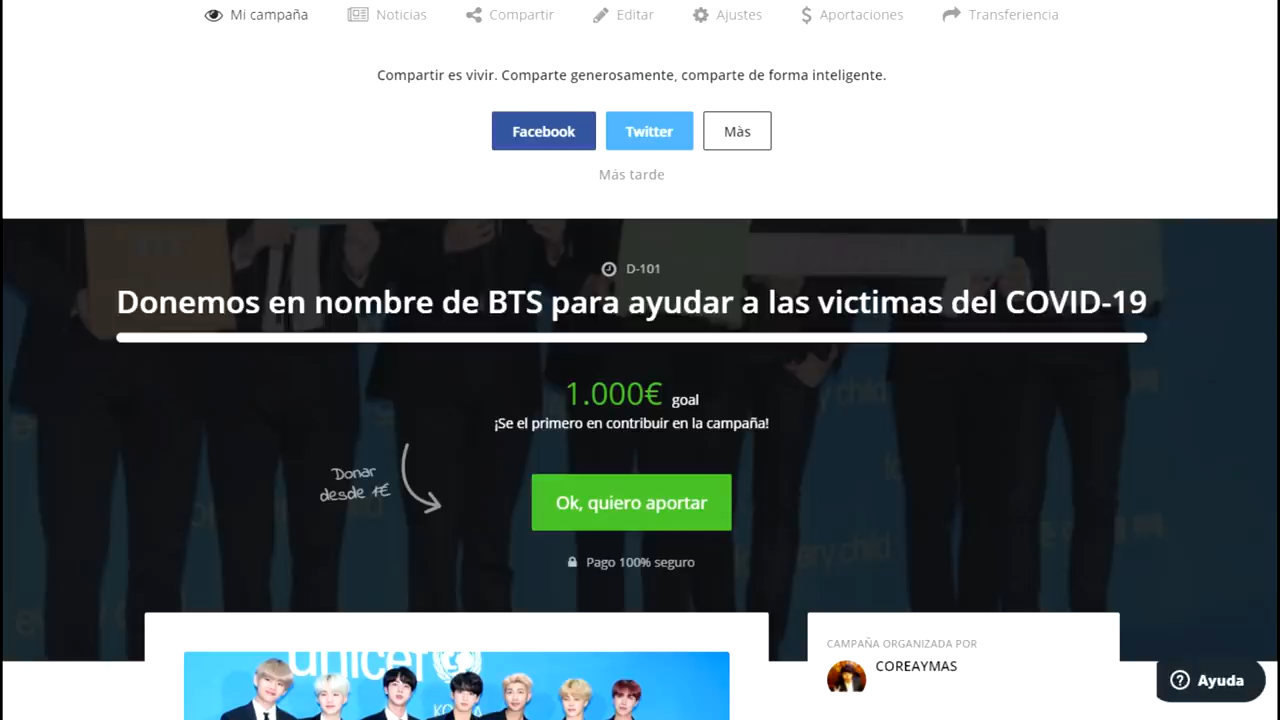 Mi campaña Noticias Compartir Editar Ajustes Aportaciones Transferiencia
Compartir es vivir. Comparte generosamente, comparte de forma inteligente.
Facebook Twitter Màs
Más tarde
D-101
Donemos en nombre de BTS para ayudar a las victimas del COVID-19
1.000€ goal
¡Se el primero en contribuir en la campaña!
Donar
desde 1€
Ok, quiero aportar
Pago 100% seguro
CAMPAÑA ORGANIZADA POR
COREAYMAS
unicef
Ayuda